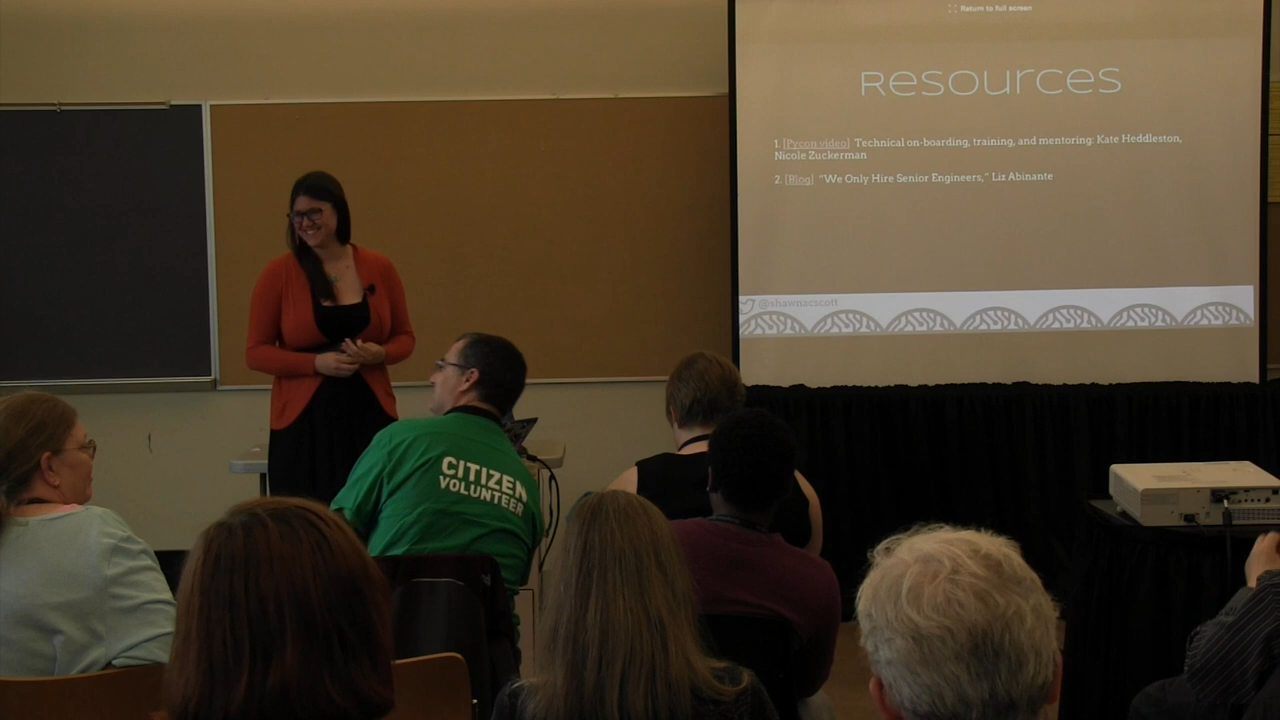 Return to full screen
Resources
1. [Pycon video] Technical on-boarding, training, and mentoring: Kate Heddleston,
Nicole Zuckerman
2. [Blog] "We Only Hire Senior Engineers," Liz Abinante
@shawnacscott
CITIZEN
VOLUNTEER